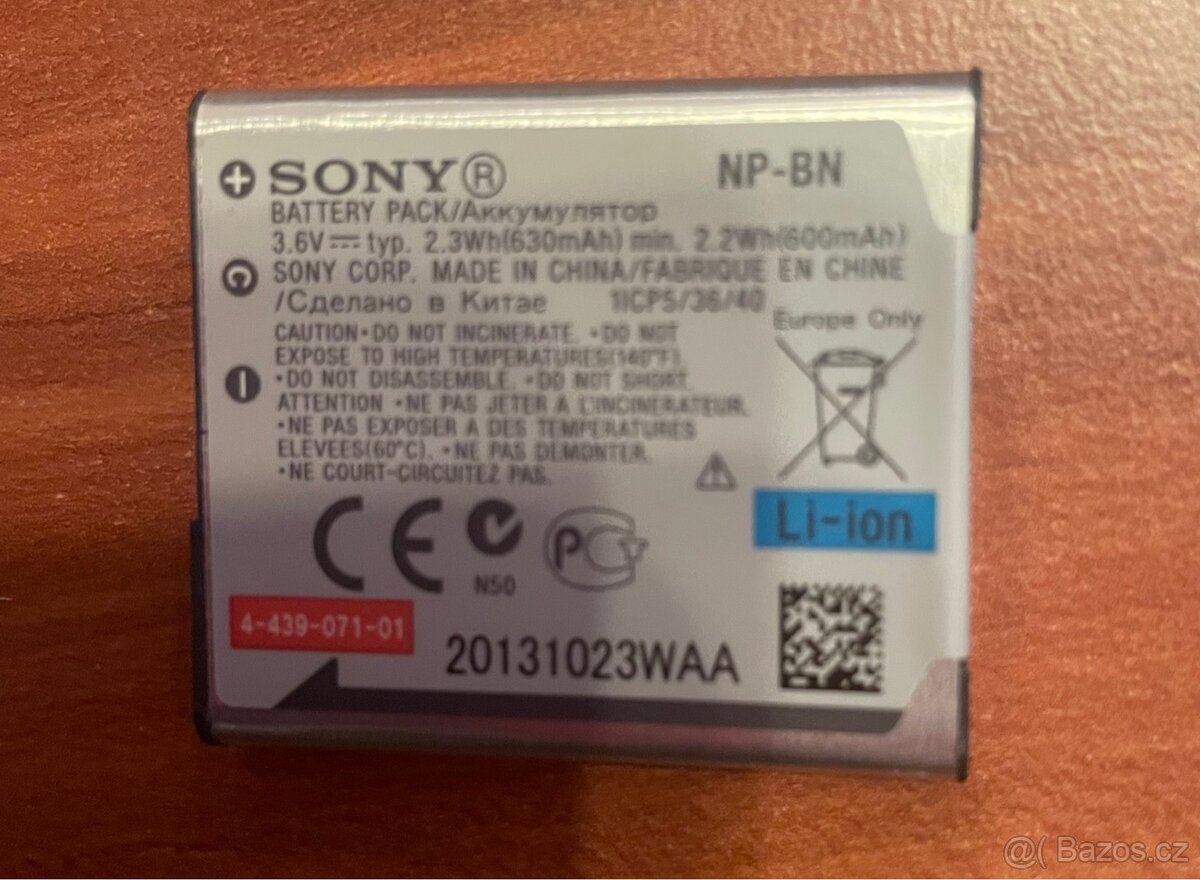 SONY® NP-BN
BATTERY PACK/Аккумулятор
3.6V⎓ typ. 2.3Wh(630mAh) min. 2.2Wh(600mAh)
SONY CORP. MADE IN CHINA/FABRIQUE EN CHINE
/Сделано в Китае 1ICP5/36/40
Europe Only
CAUTION•DO NOT INCINERATE. •DO NOT
EXPOSE TO HIGH TEMPERATURES(140°F).
•DO NOT DISASSEMBLE. •DO NOT SHORT.
ATTENTION •NE PAS JETER A L'INCINERATEUR.
•NE PAS EXPOSER A DES TEMPERATURES
ELEVEES(60°C). •NE PAS DEMONTER.
•NE COURT-CIRCUITEZ PAS.
Li-ion
CE N50 PCT
4-439-071-01
20131023WAA
@( Bazos.cz